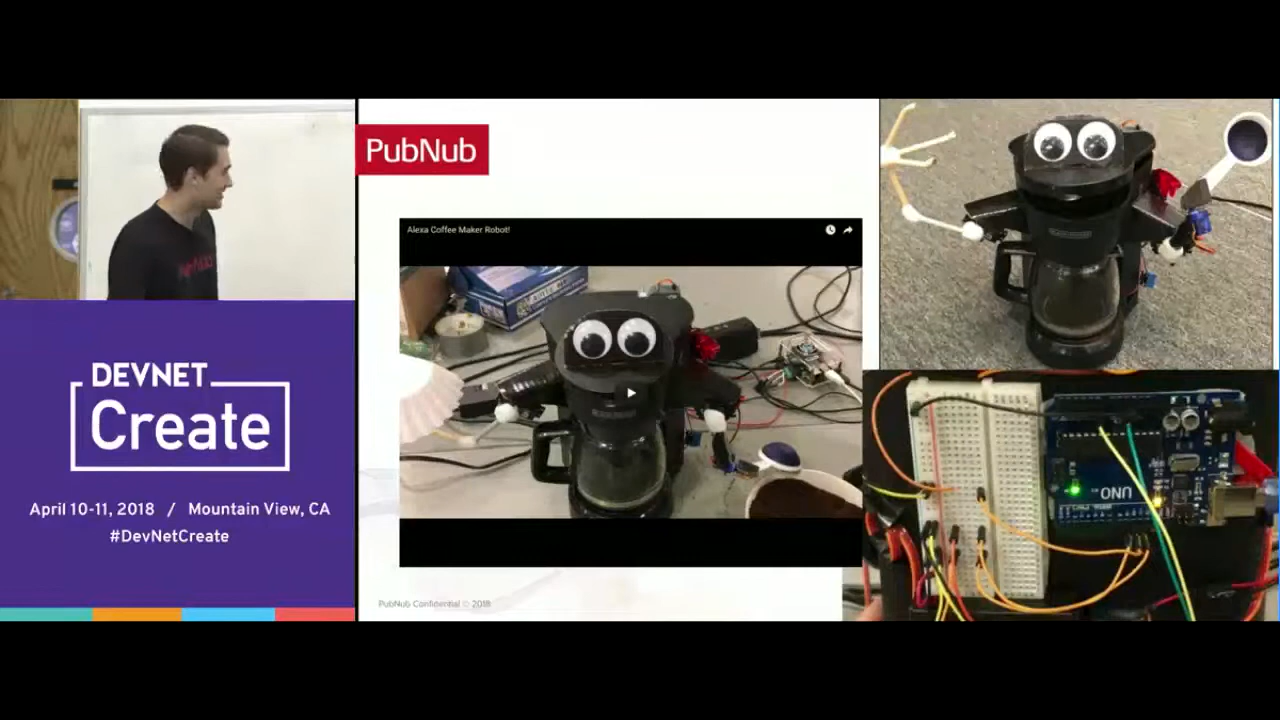 PubNub
Alexa Coffee Maker Robot!
DEVNET
Create
April 10-11, 2018 / Mountain View, CA
#DevNetCreate
PubNub Confidential © 2018
UNO